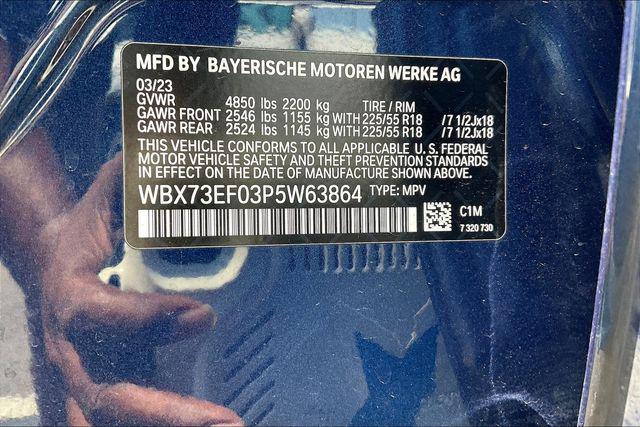 MFD BY BAYERISCHE MOTOREN WERKE AG
03/23
GVWR 4850 lbs 2200 kg TIRE / RIM
GAWR FRONT 2546 lbs 1155 kg WITH 225/55 R18 /7 1/2Jx18
GAWR REAR 2524 lbs 1145 kg WITH 225/55 R18 /7 1/2Jx18
THIS VEHICLE CONFORMS TO ALL APPLICABLE U. S. FEDERAL
MOTOR VEHICLE SAFETY AND THEFT PREVENTION STANDARDS
IN EFFECT ON THE DATE OF MANUFACTURE SHOWN ABOVE.
WBX73EF03P5W63864 TYPE: MPV
C1M
7 320 730